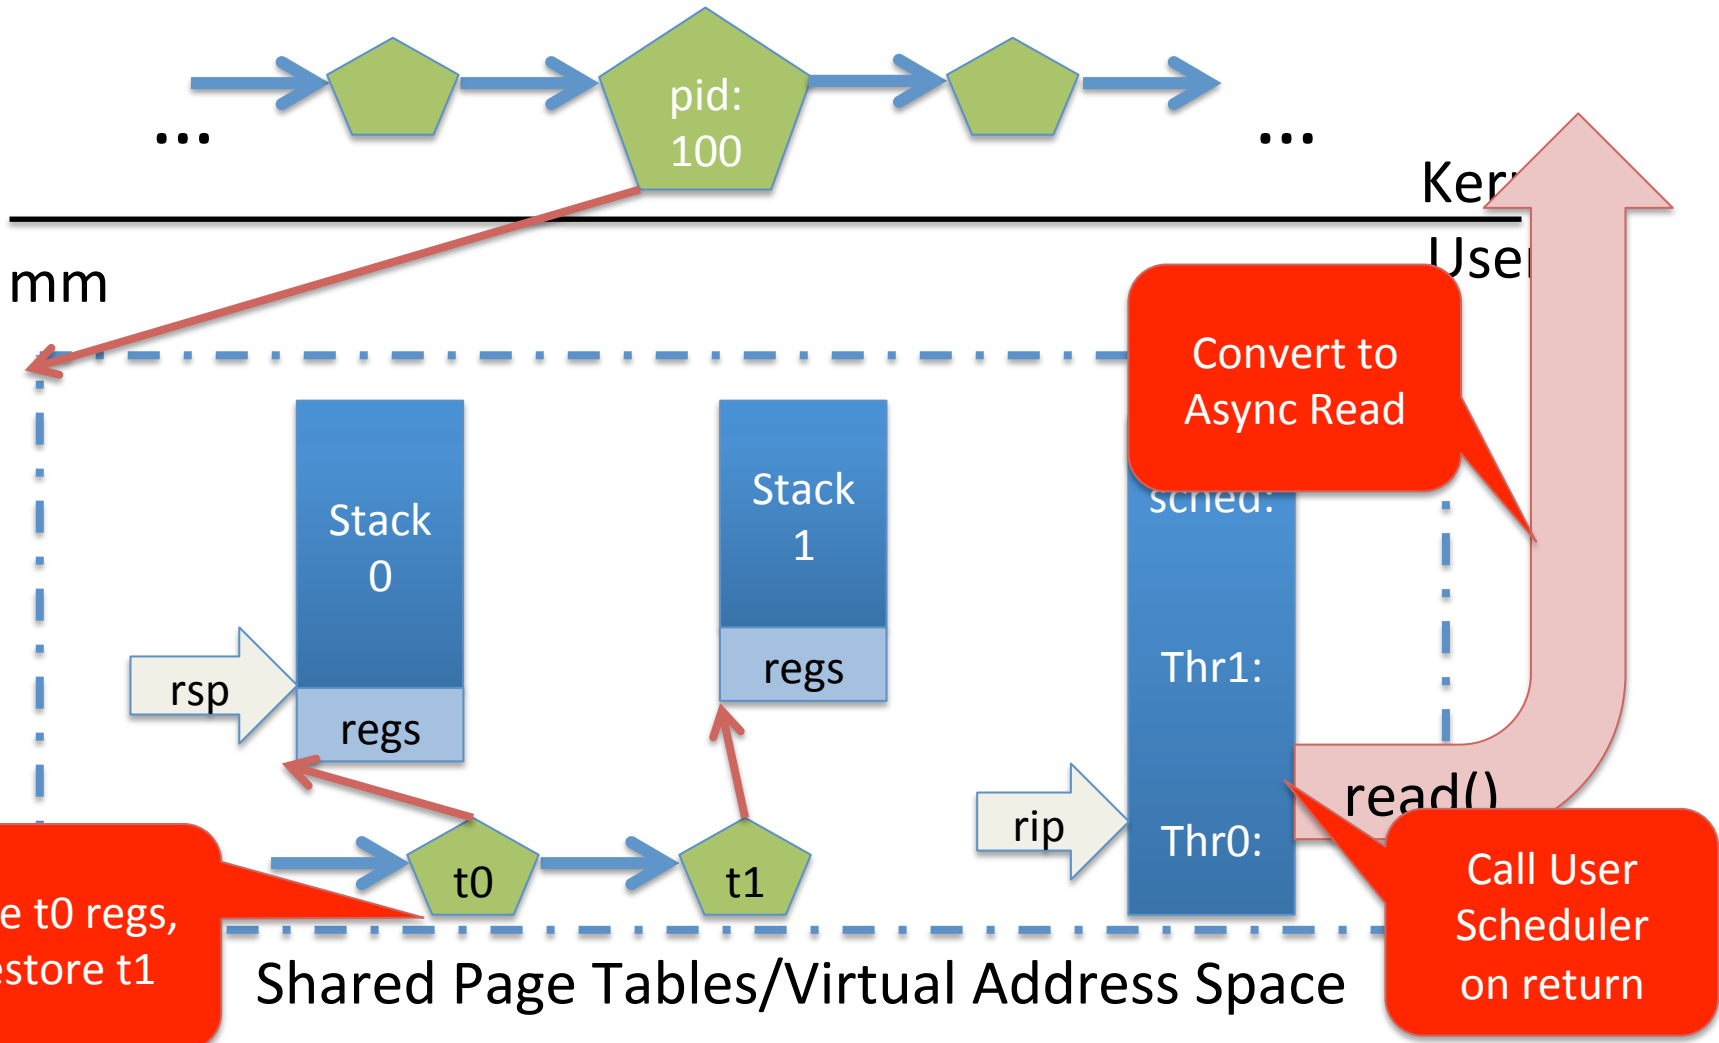 pid:
100
...
...
Ker
User
mm
Convert to
Async Read
Stack
0
Stack
1
sched:
Thr1:
rsp
regs
regs
read()
rip
Thr0:
t0
t1
e t0 regs,
estore t1
Call User
Scheduler
on return
Shared Page Tables/Virtual Address Space